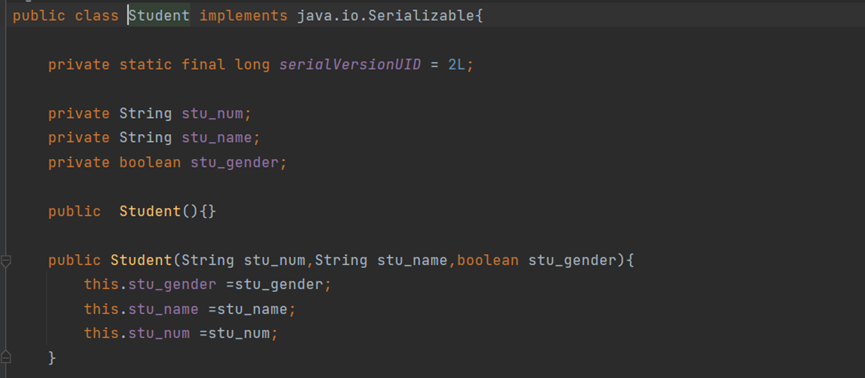 public class Student implements java.io.Serializable{
private static final long serialVersionUID = 2L;
private String stu_num;
private String stu_name;
private boolean stu_gender;
public  Student(){}
public Student(String stu_num,String stu_name,boolean stu_gender){
this.stu_gender =stu_gender;
this.stu_name =stu_name;
this.stu_num =stu_num;
}